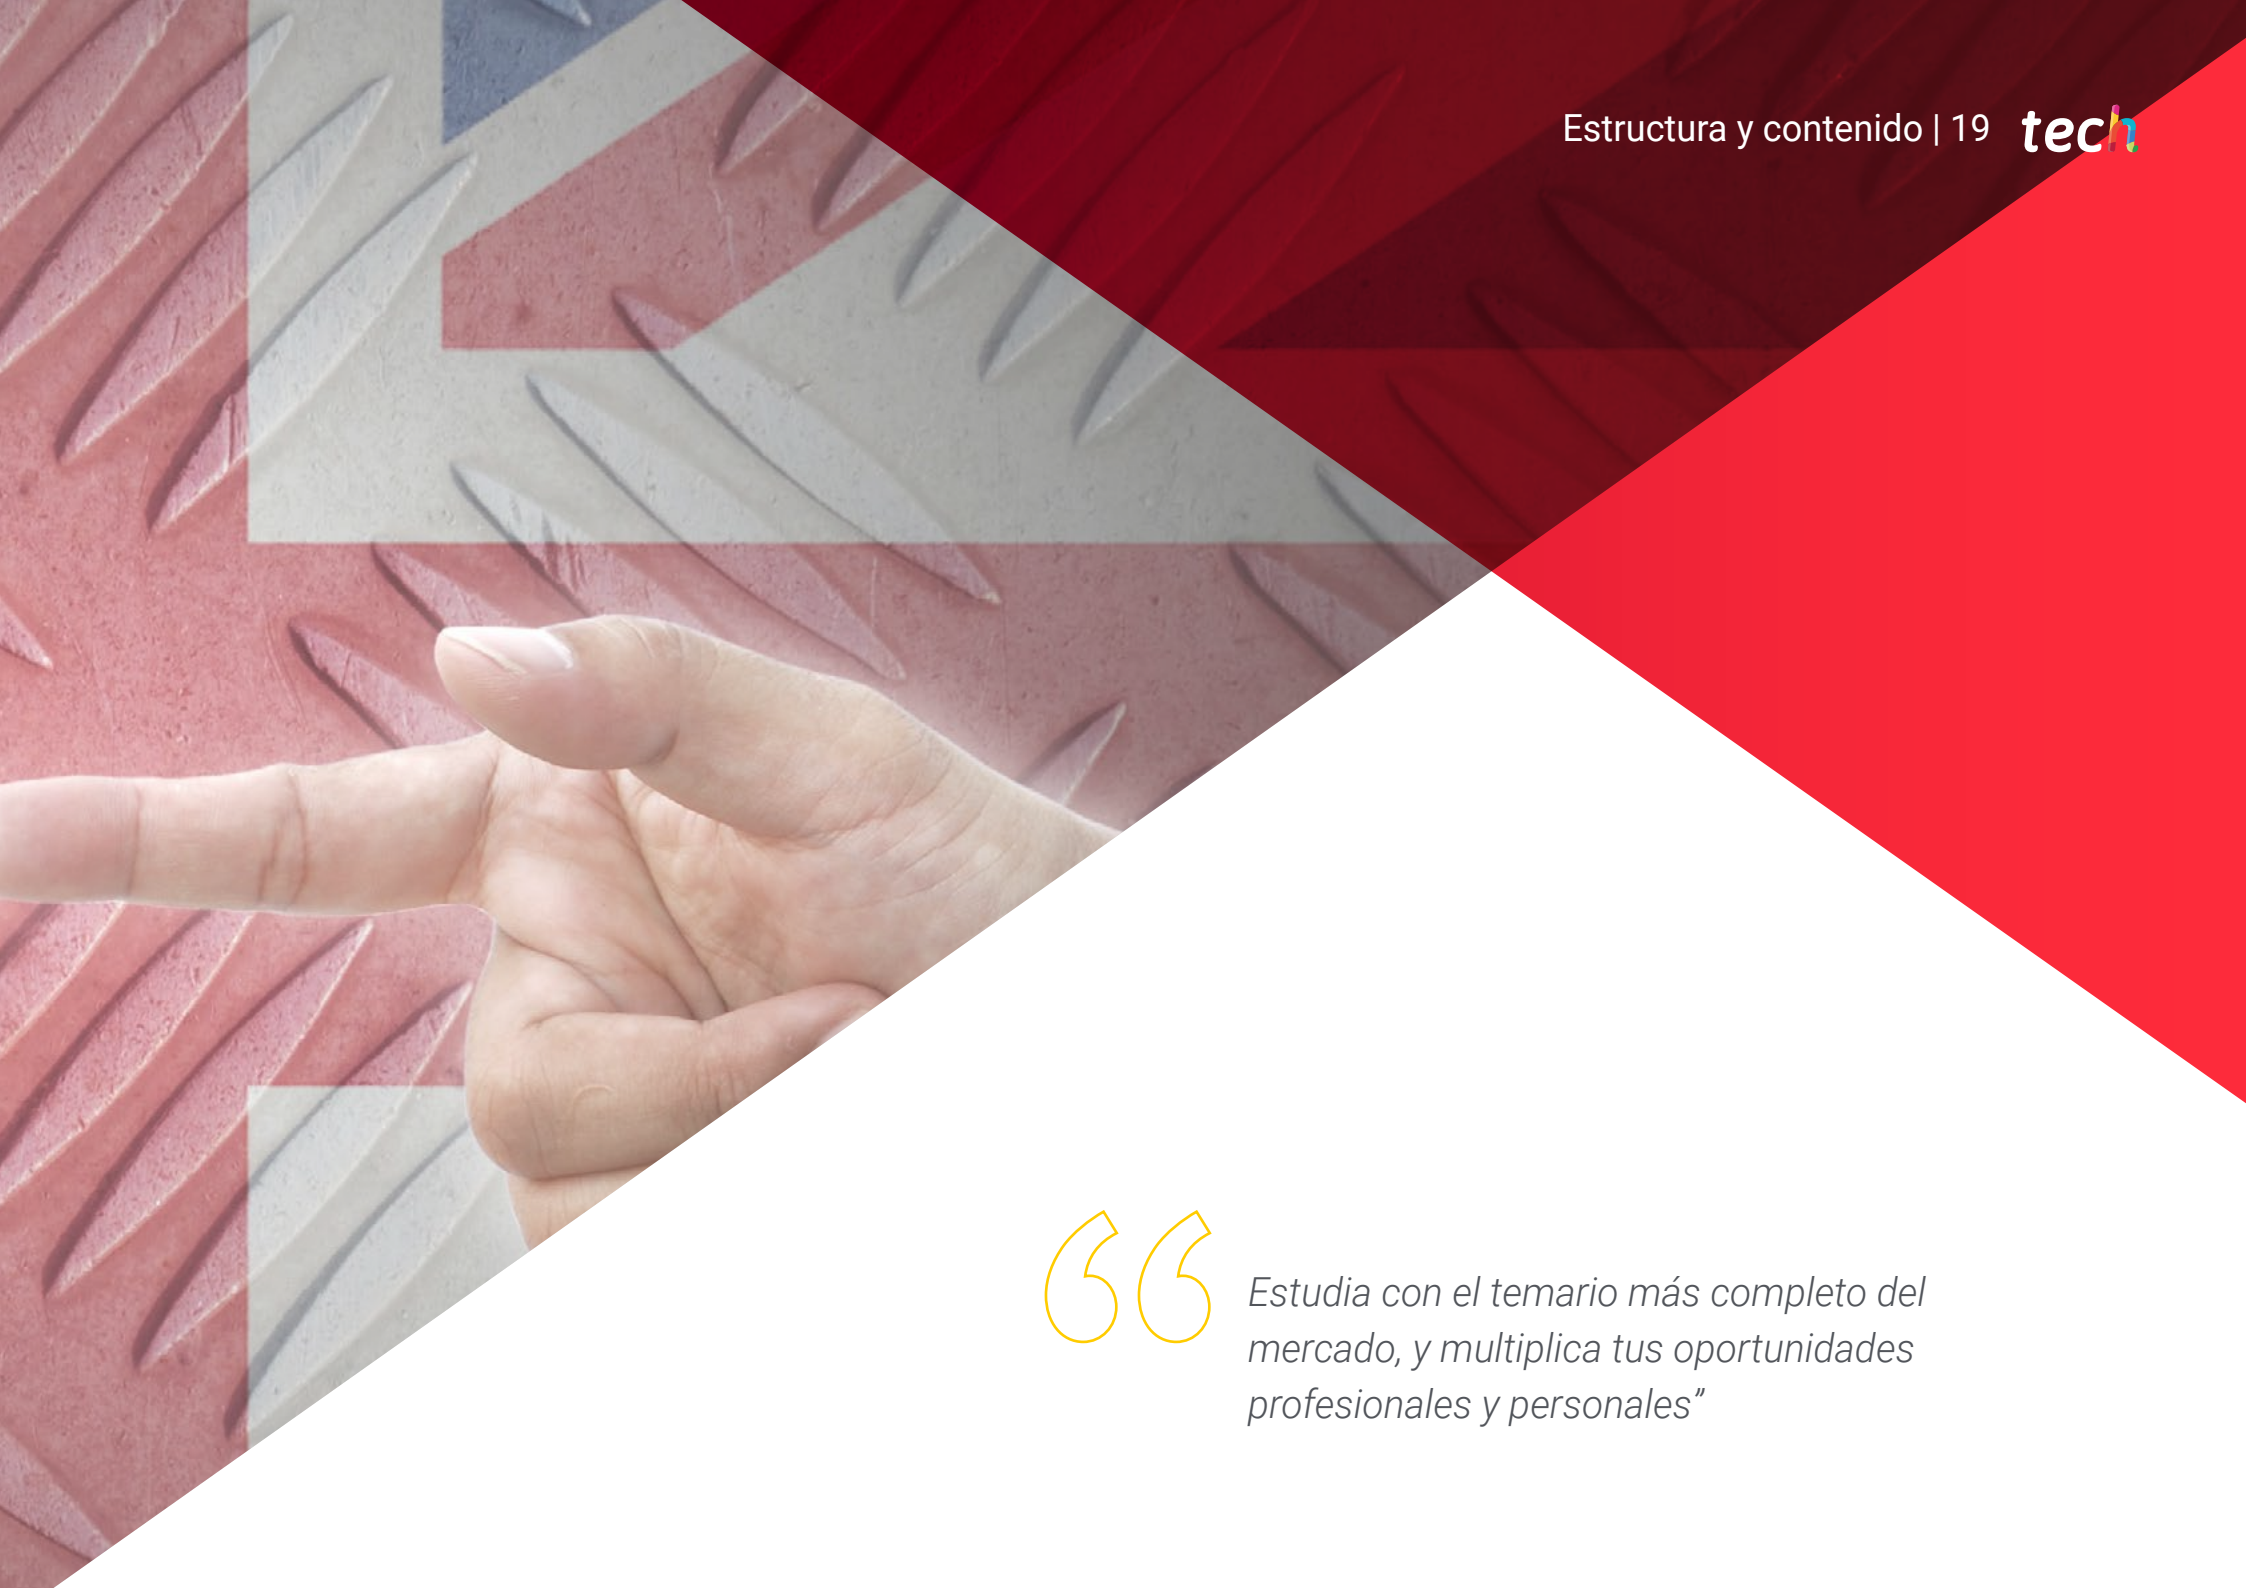 Estructura y contenido | 19 tech
Estudia con el temario más completo del
mercado, y multiplica tus oportunidades
profesionales y personales”